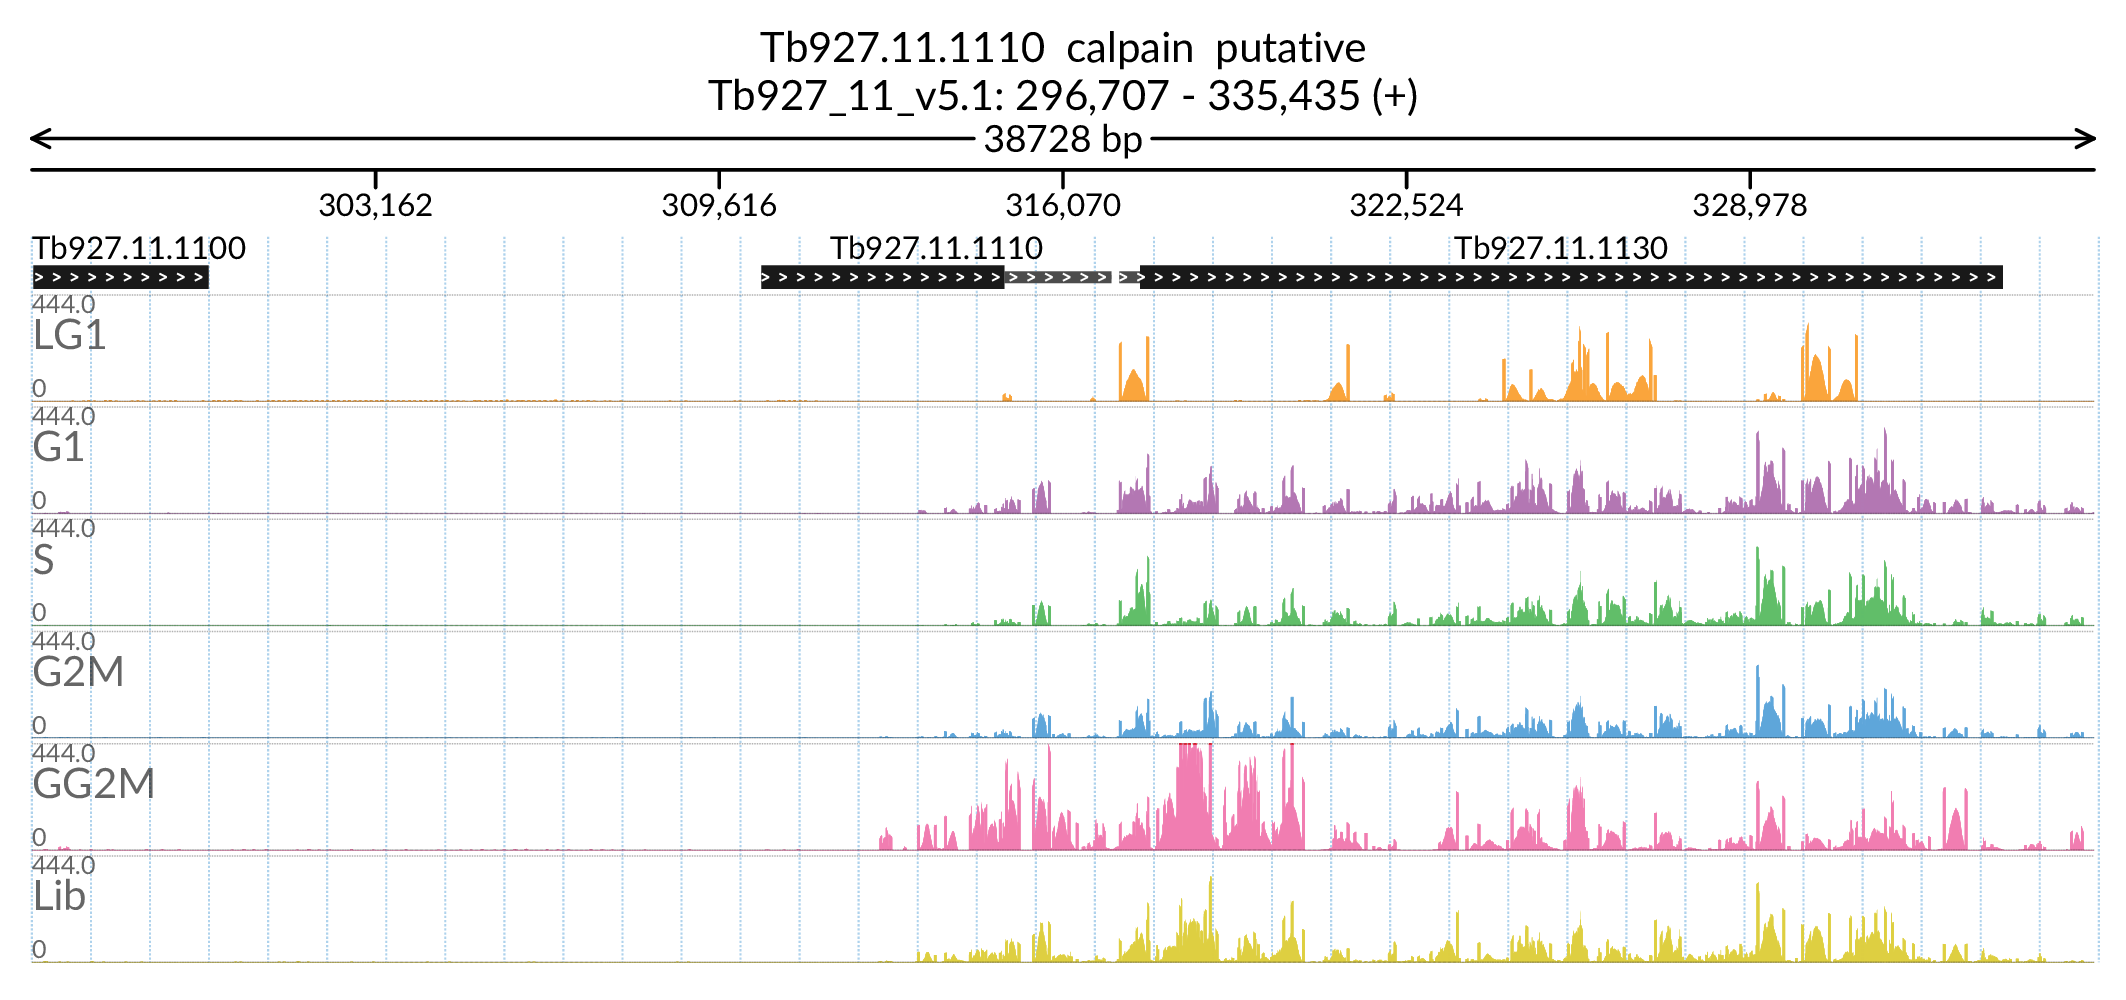 Tb927.11.1110 calpain putative
Tb927_11_v5.1: 296,707 - 335,435 (+)
38728 bp
303,162 309,616 316,070 322,524 328,978
Tb927.11.1100 Tb927.11.1110 Tb927.11.1130
444.0
LG1
0
444.0
G1
0
444.0
S
0
444.0
G2M
0
444.0
GG2M
0
444.0
Lib
0